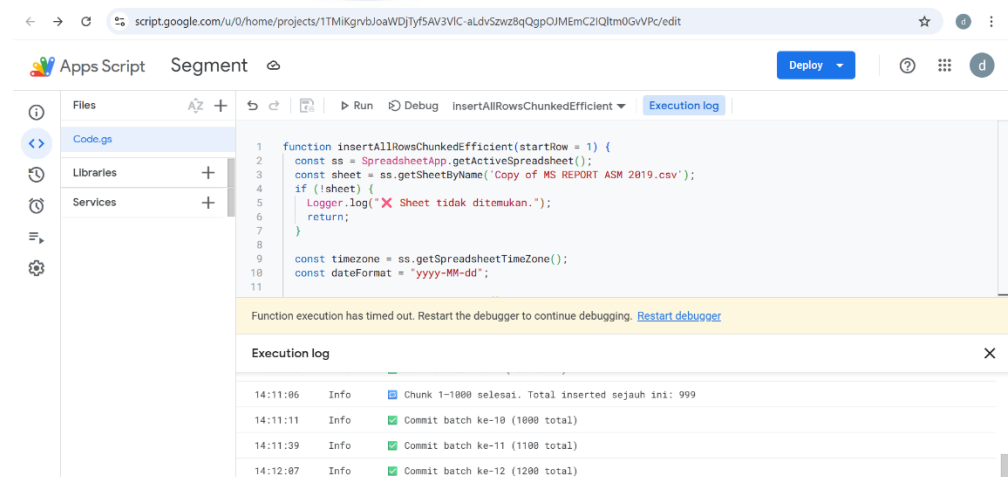 script.google.com/u/0/home/projects/1TMiKgrvbJoaWDjTyf5AV3VlC-aLdvSzwz8qQgpOJMEmC2IQltm0GvVPc/edit
d
Apps Script Segment
Deploy
d
Files
AZ
Run Debug insertAllRowsChunkedEfficient Execution log
Code.gs
Libraries
Services
1 function insertAllRowsChunkedEfficient(startRow = 1) {
2 const ss = SpreadsheetApp.getActiveSpreadsheet();
3 const sheet = ss.getSheetByName('Copy of MS REPORT ASM 2019.csv');
4 if (!sheet) {
5 Logger.log("❌ Sheet tidak ditemukan.");
6 return;
7 }
8
9 const timezone = ss.getSpreadsheetTimeZone();
10 const dateFormat = "yyyy-MM-dd";
11
Function execution has timed out. Restart the debugger to continue debugging. Restart debugger
Execution log
14:11:06 Info 🔄 Chunk 1–1000 selesai. Total inserted sejauh ini: 999
14:11:11 Info ✅ Commit batch ke-10 (1000 total)
14:11:39 Info ✅ Commit batch ke-11 (1100 total)
14:12:07 Info ✅ Commit batch ke-12 (1200 total)